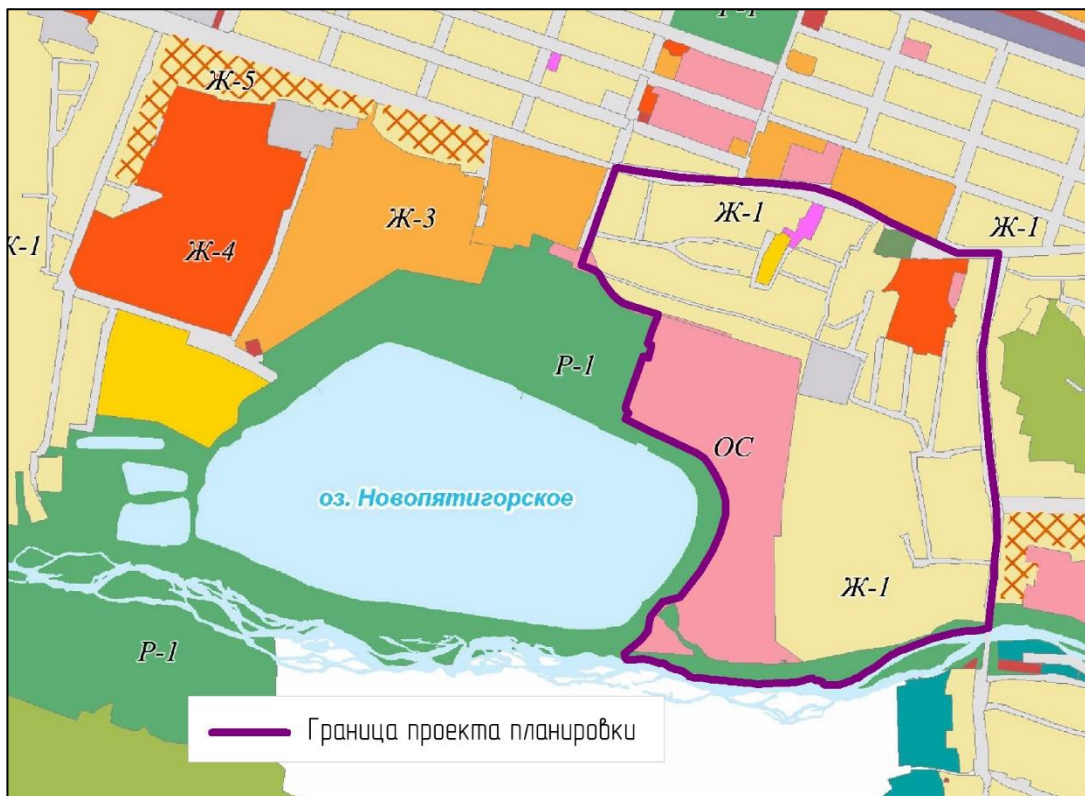 Ж-5
Ж-1
Ж-1
Ж-1
Ж-3
Ж-4
Р-1
ОС
оз. Новопятигорское
Ж-1
Р-1
Граница проекта планировки